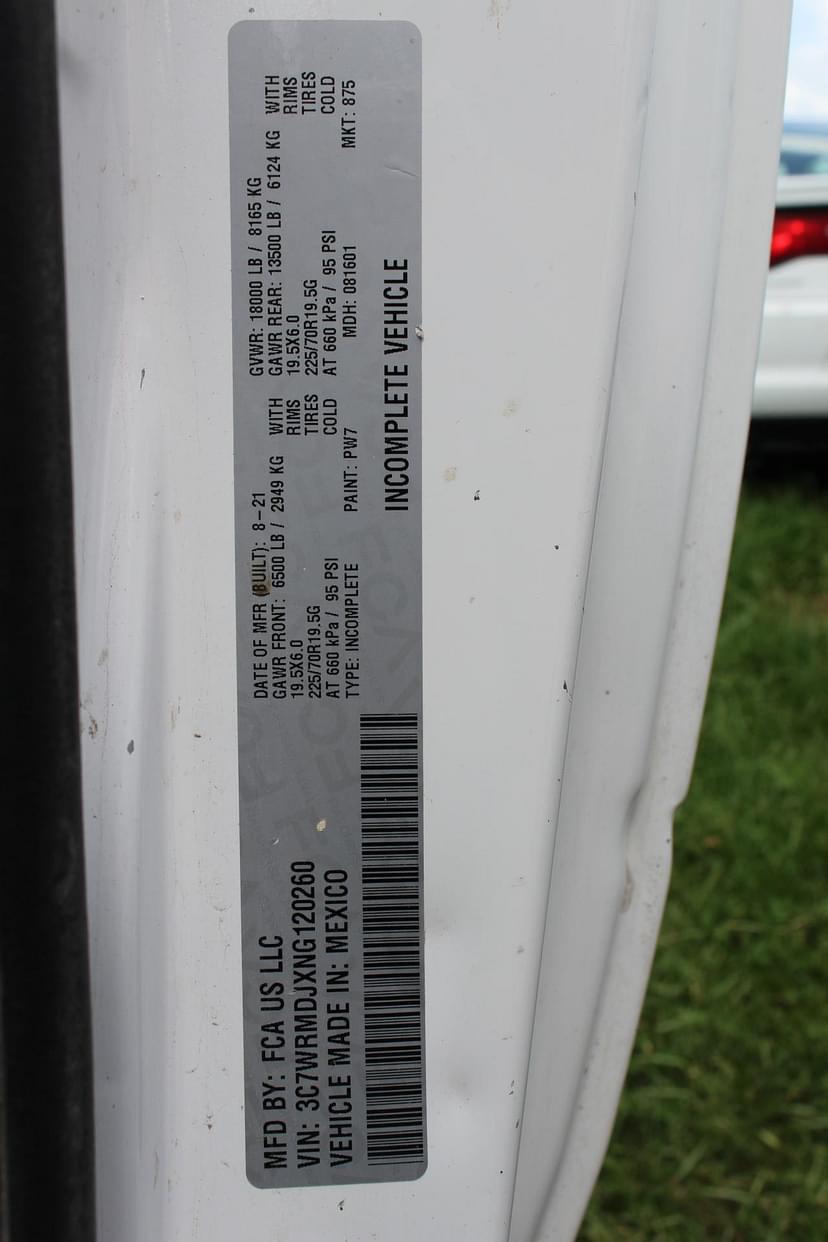 MFD BY: FCA US LLC
VIN: 3C7WRMDJXNG120260
VEHICLE MADE IN: MEXICO
DATE OF MFR (BUILT): 8-21
GAWR FRONT: 6500 LB / 2949 KG WITH
19.5X6.0 RIMS
225/70R19.5G TIRES
AT 660 kPa / 95 PSI COLD
TYPE: INCOMPLETE PAINT: PW7
GVWR: 18000 LB / 8165 KG
GAWR REAR: 13500 LB / 6124 KG WITH
19.5X6.0 RIMS
225/70R19.5G TIRES
AT 660 kPa / 95 PSI COLD
MDH: 081601 MKT: 875
INCOMPLETE VEHICLE